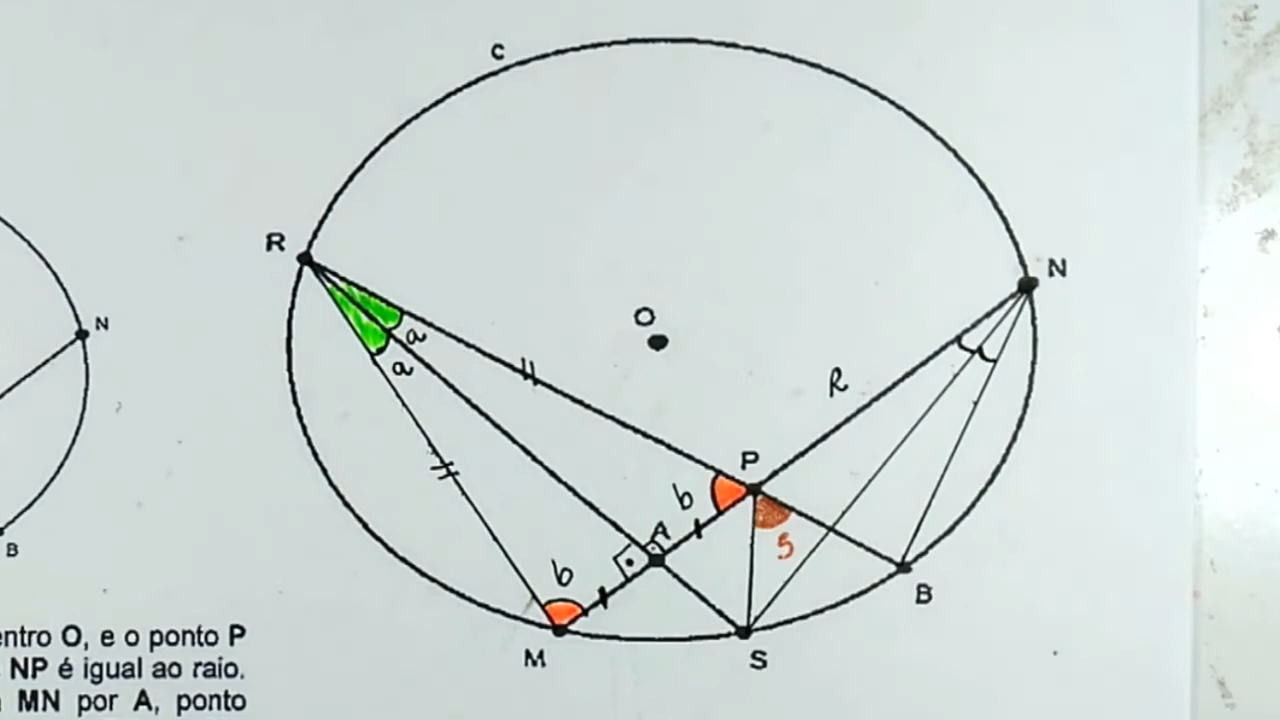 C
R
N
O
a
a
R
P
b
A
b
5
M
S
B
N
B
entro O, e o ponto P
NP é igual ao raio.
MN por A, ponto